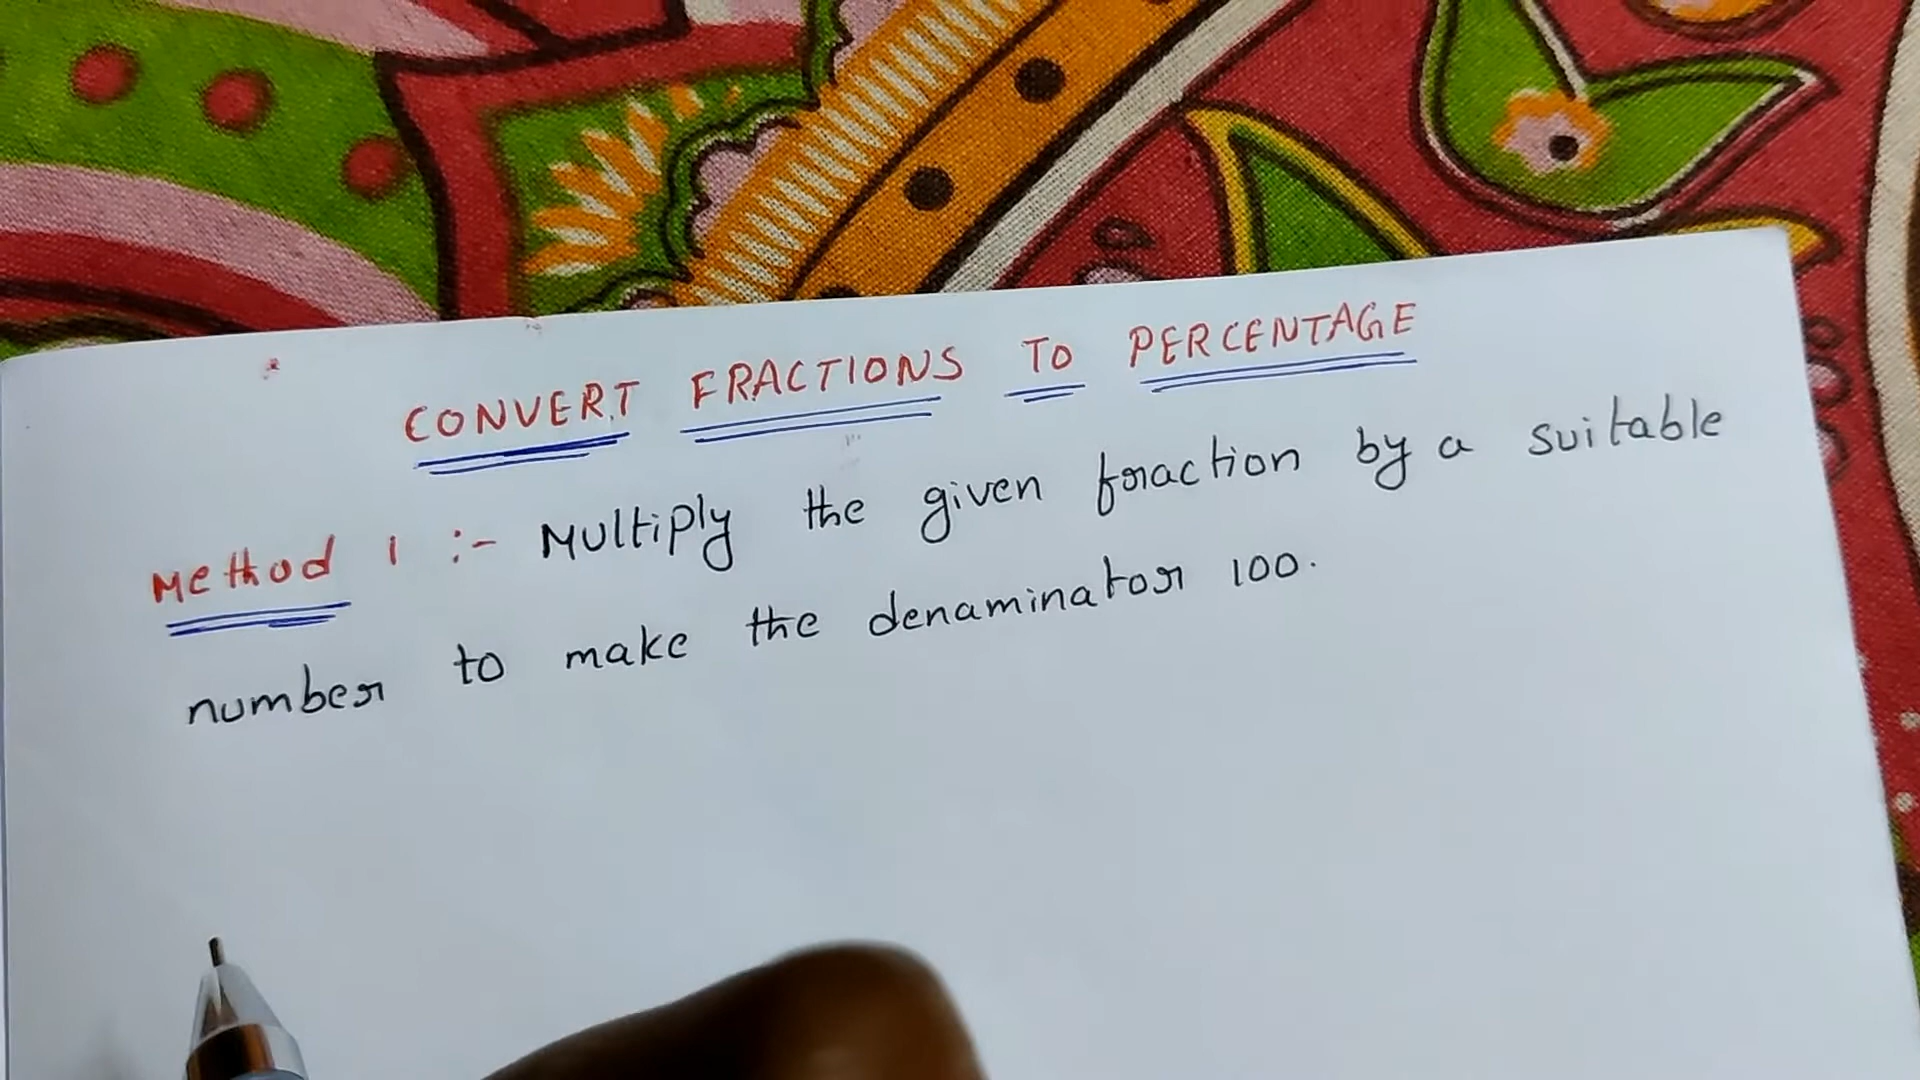 CONVERT FRACTIONS TO PERCENTAGE
Method 1 :- Multiply the given fraction by a suitable
number to make the denaminator 100.